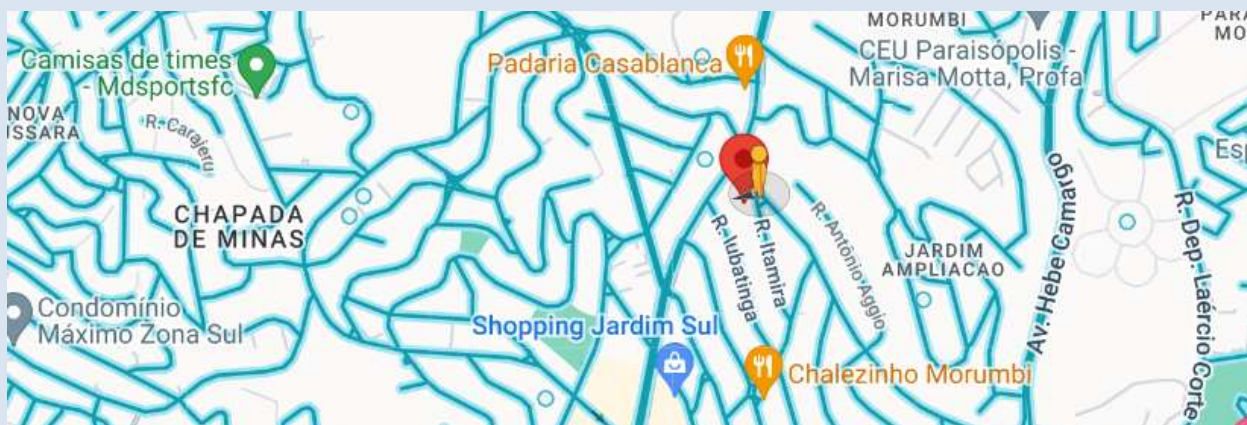 Camisas de times
- Mdsportsfc
NOVA
ISSARA
R. Carajeru
CHAPADA
DE MINAS
Condomínio
Máximo Zona Sul
Padaria Casablanca
MORUMBI
CEU Paraisópolis -
Marisa Motta, Profa
PARA
MO
Esp
R. Iubatinga
R. Itamira
R. Antônio Aggio
JARDIM
AMPLIACAO
Av. Hebe Camargo
R. Dep. Laércio Corte
Shopping Jardim Sul
Chalezinho Morumbi